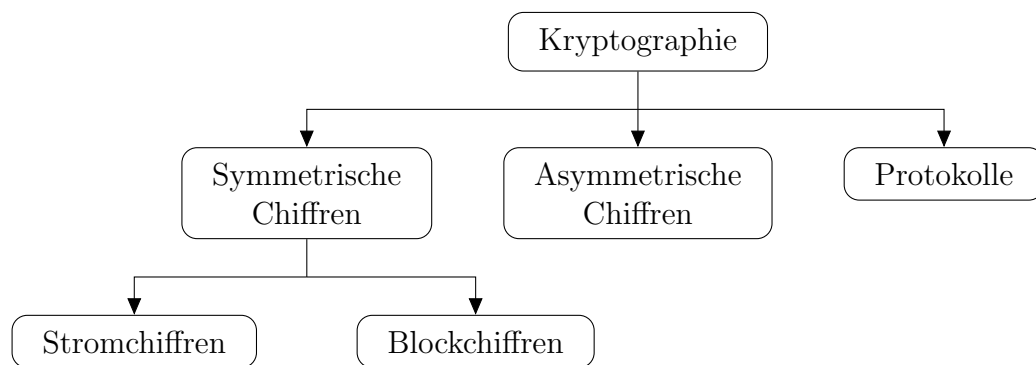 Kryptographie
Symmetrische
Chiffren
Asymmetrische
Chiffren
Protokolle
Stromchiffren
Blockchiffren